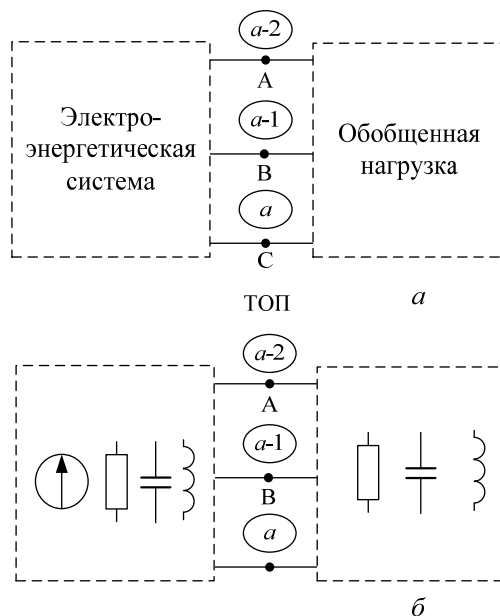 a-2
A
Электро-
энергетическая
система
a-1
B
Обобщенная
нагрузка
a
C
ТОП
а
a-2
A
a-1
B
a
б